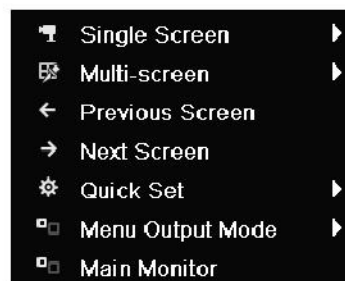 Single Screen
Multi-screen
Previous Screen
Next Screen
Quick Set
Menu Output Mode
Main Monitor